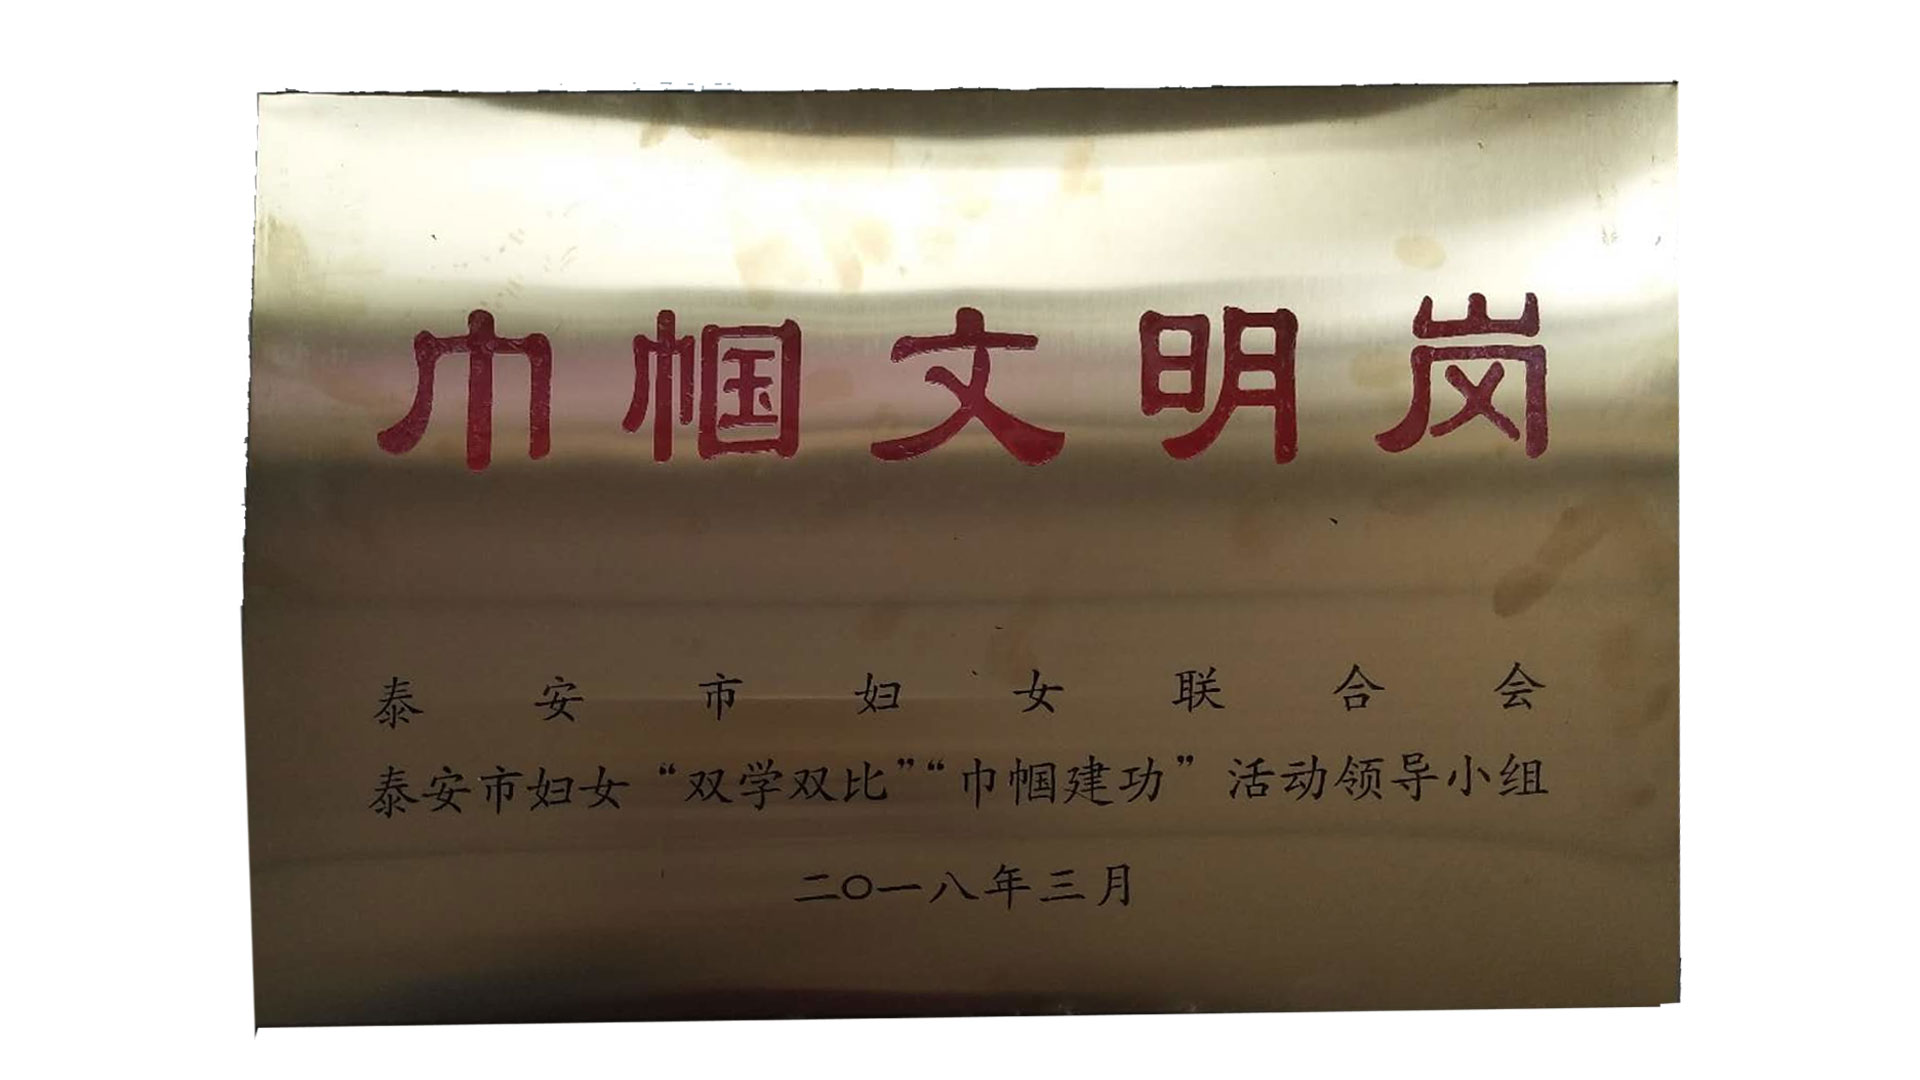 巾帼文明岗
泰安市妇女联合会
泰安市妇女“双学双比”“巾帼建功”活动领导小组
二〇一八年三月